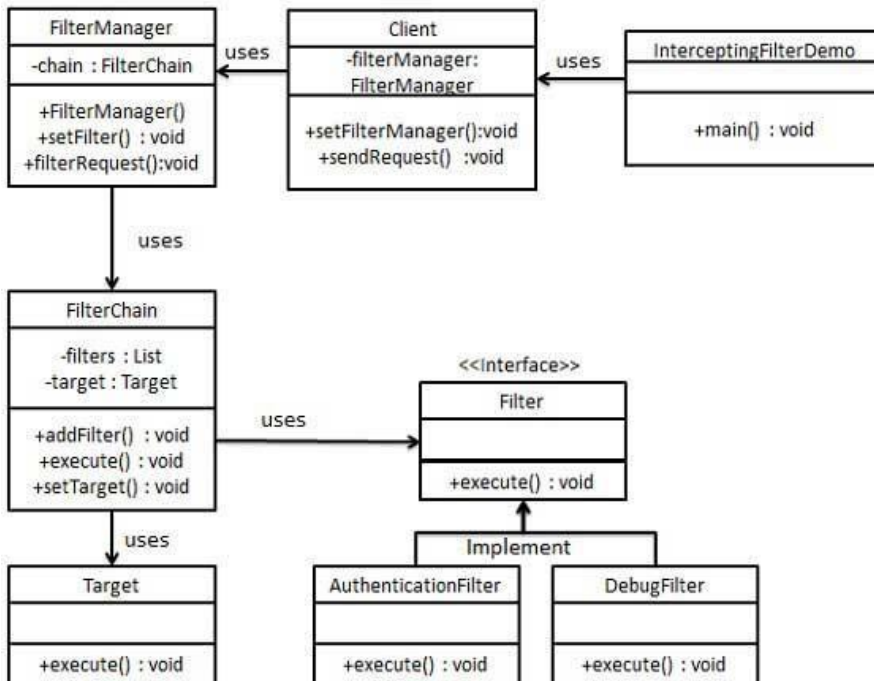 FilterManager
-chain : FilterChain
+FilterManager()
+setFilter() : void
+filterRequest():void
uses
Client
-filterManager:
FilterManager
+setFilterManager():void
+sendRequest() :void
uses
InterceptingFilterDemo
+main() : void
uses
FilterChain
-filters : List
-target : Target
+addFilter() : void
+execute() : void
+setTarget() : void
uses
<<Interface>>
Filter
+execute() : void
uses
Implement
Target
+execute() : void
AuthenticationFilter
+execute() : void
DebugFilter
+execute() : void